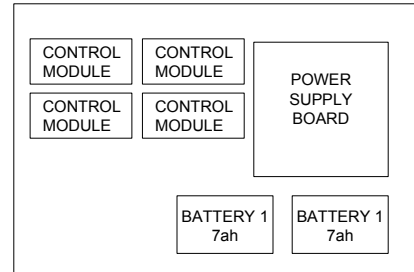 CONTROL
MODULE
CONTROL
MODULE
POWER
SUPPLY
BOARD
CONTROL
MODULE
CONTROL
MODULE
BATTERY 1
7ah
BATTERY 1
7ah